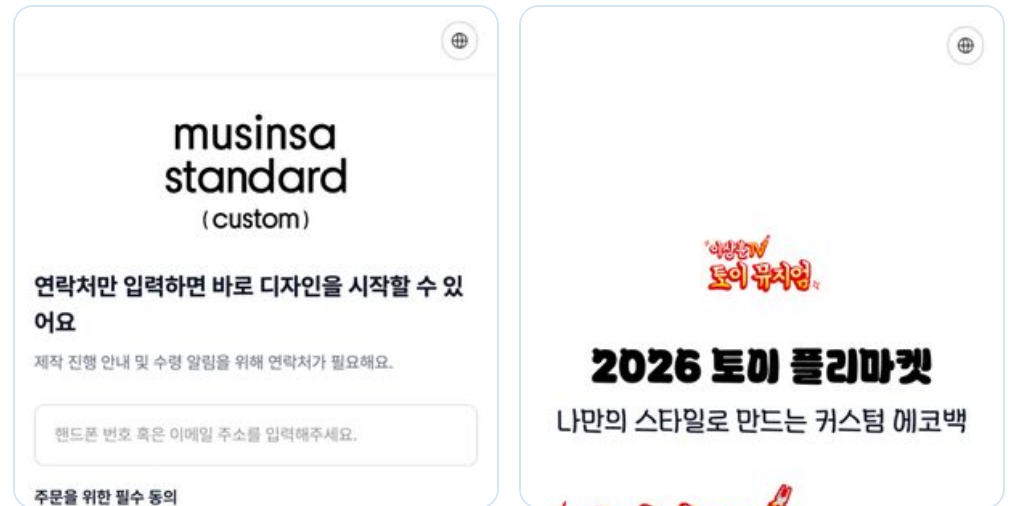 musinsa
standard
(custom)
연락처만 입력하면 바로 디자인을 시작할 수 있
어요
제작 진행 안내 및 수령 알림을 위해 연락처가 필요해요.
핸드폰 번호 혹은 이메일 주소를 입력해주세요.
주문을 위한 필수 동의
이상훈TV
토이 뮤지엄
2026 토이 플리마켓
나만의 스타일로 만드는 커스텀 에코백